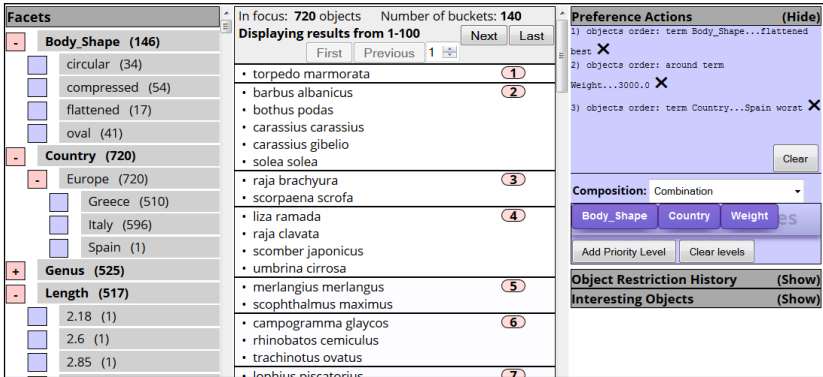 Facets
- Body_Shape (146)
circular (34)
compressed (54)
flattened (17)
oval (41)
- Country (720)
- Europe (720)
Greece (510)
Italy (596)
Spain (1)
+ Genus (525)
- Length (517)
2.18 (1)
2.6 (1)
2.85 (1)
In focus: 720 objects Number of buckets: 140
Displaying results from 1-100
Next Last
First Previous 1
• torpedo marmorata 1
• barbus albanicus 2
• bothus podas
• carassius carassius
• carassius gibelio
• solea solea
• raja brachyura 3
• scorpaena scrofa
• liza ramada 4
• raja clavata
• scomber japonicus
• umbrina cirrosa
• merlangius merlangus 5
• scophthalmus maximus
• campogramma glaycos 6
• rhinobatos cemiculus
• trachinotus ovatus
• lophius piscatorius 7
Preference Actions (Hide)
1) objects order: term Body_Shape...flattened
best ✕
2) objects order: around term
Weight...3000.0 ✕
3) objects order: term Country...Spain worst ✕
Clear
Composition: Combination
Body_Shape Country Weight es
Add Priority Level Clear levels
Object Restriction History (Show)
Interesting Objects (Show)